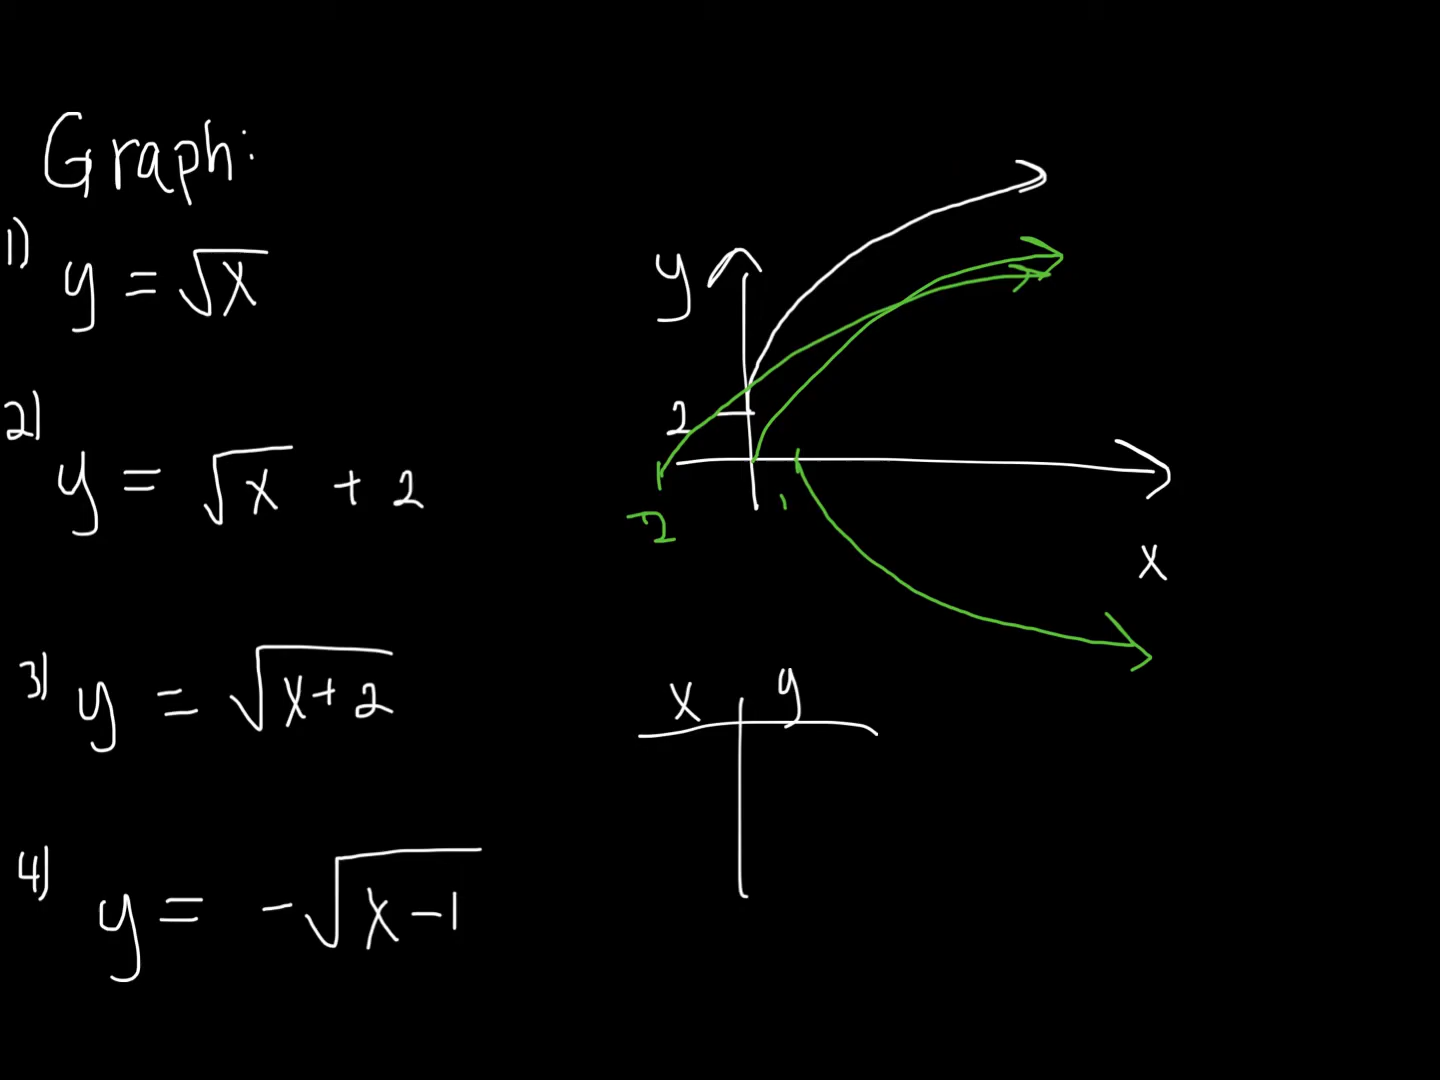 Graph:
1) y = √x
2) y = √x + 2
3) y = √(x+2)
4) y = -√(x-1)
y
2
-2
1
x
x y